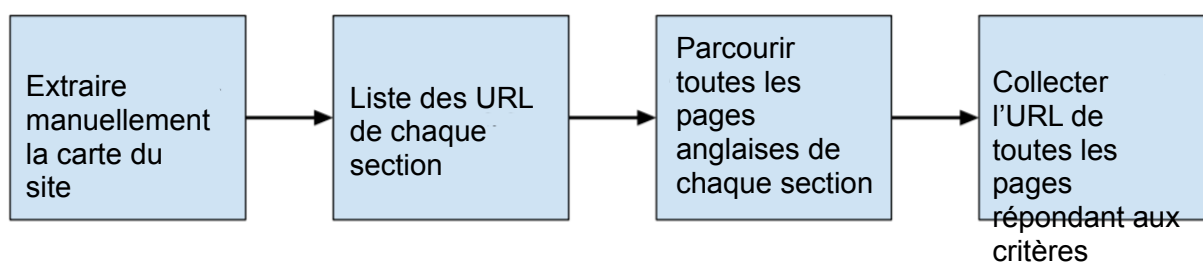 Extraire
manuellement
la carte du
site
Liste des URL
de chaque
section
Parcourir
toutes les
pages
anglaises de
chaque section
Collecter
l’URL de
toutes les
pages
répondant aux
critères